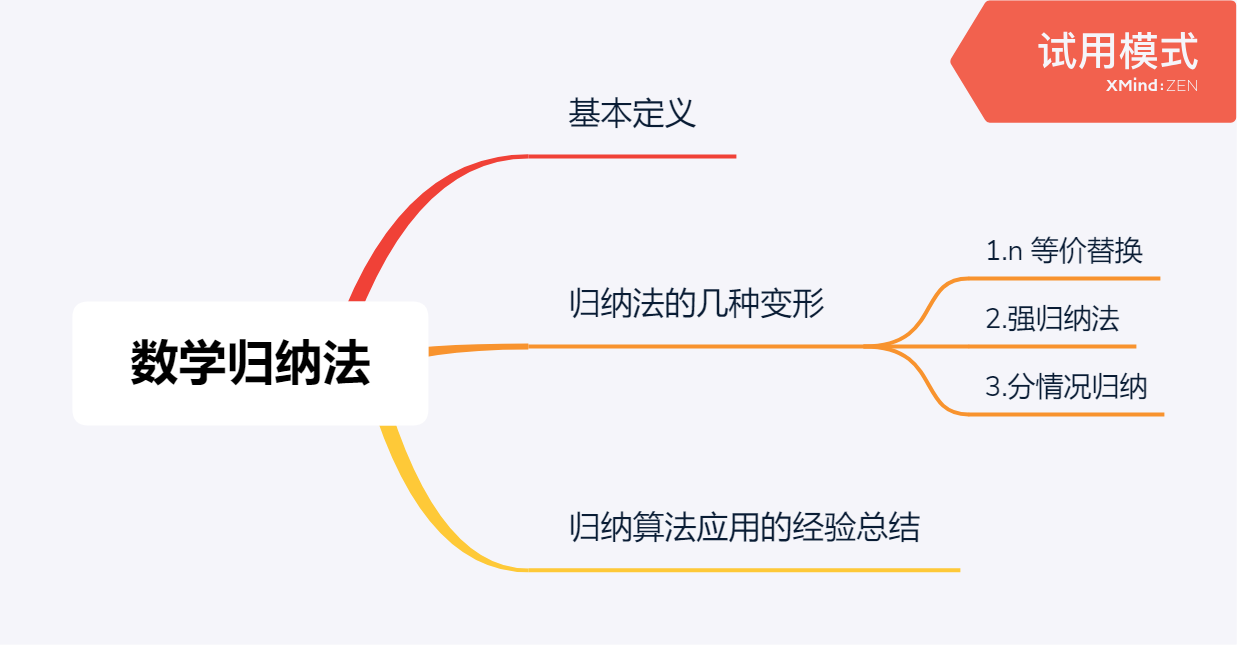 试用模式
XMind:ZEN
基本定义
1.n 等价替换
归纳法的几种变形
2.强归纳法
数学归纳法
3.分情况归纳
归纳算法应用的经验总结